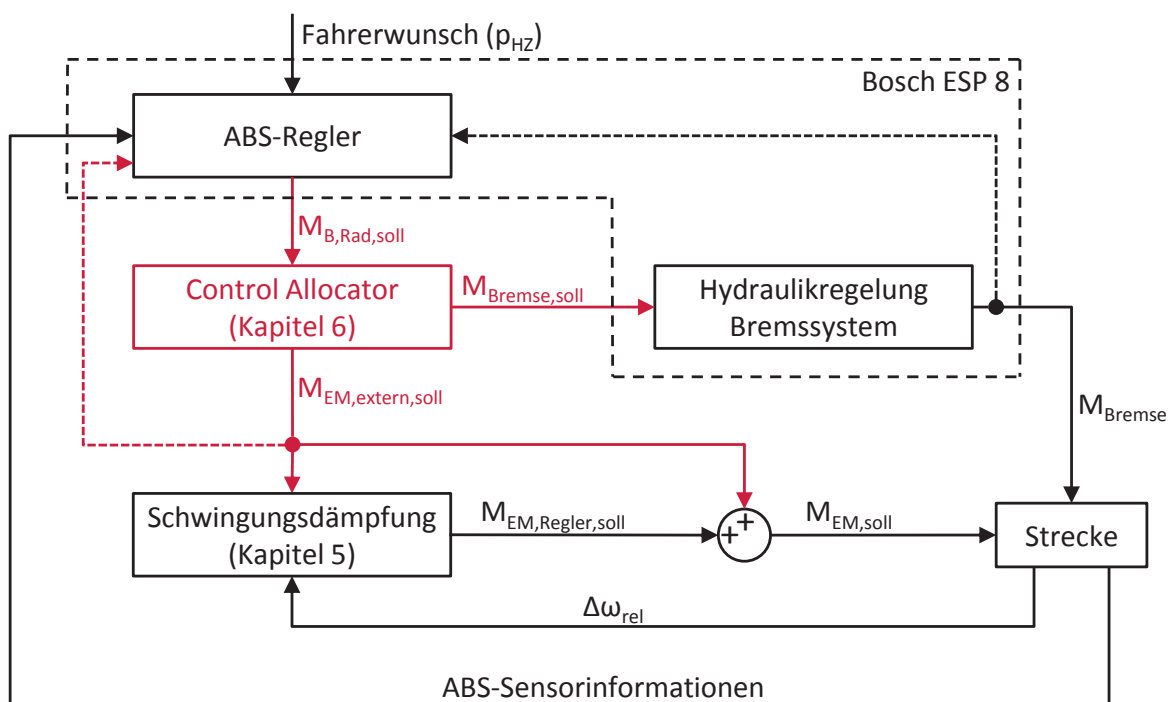 Fahrerwunsch (p_HZ)
Bosch ESP 8
ABS-Regler
M_B,Rad,soll
Control Allocator
(Kapitel 6)
M_Bremse,soll
Hydraulikregelung
Bremssystem
M_EM,extern,soll
M_Bremse
Schwingungsdämpfung
(Kapitel 5)
M_EM,Regler,soll
+
+
M_EM,soll
Strecke
Δω_rel
ABS-Sensorinformationen